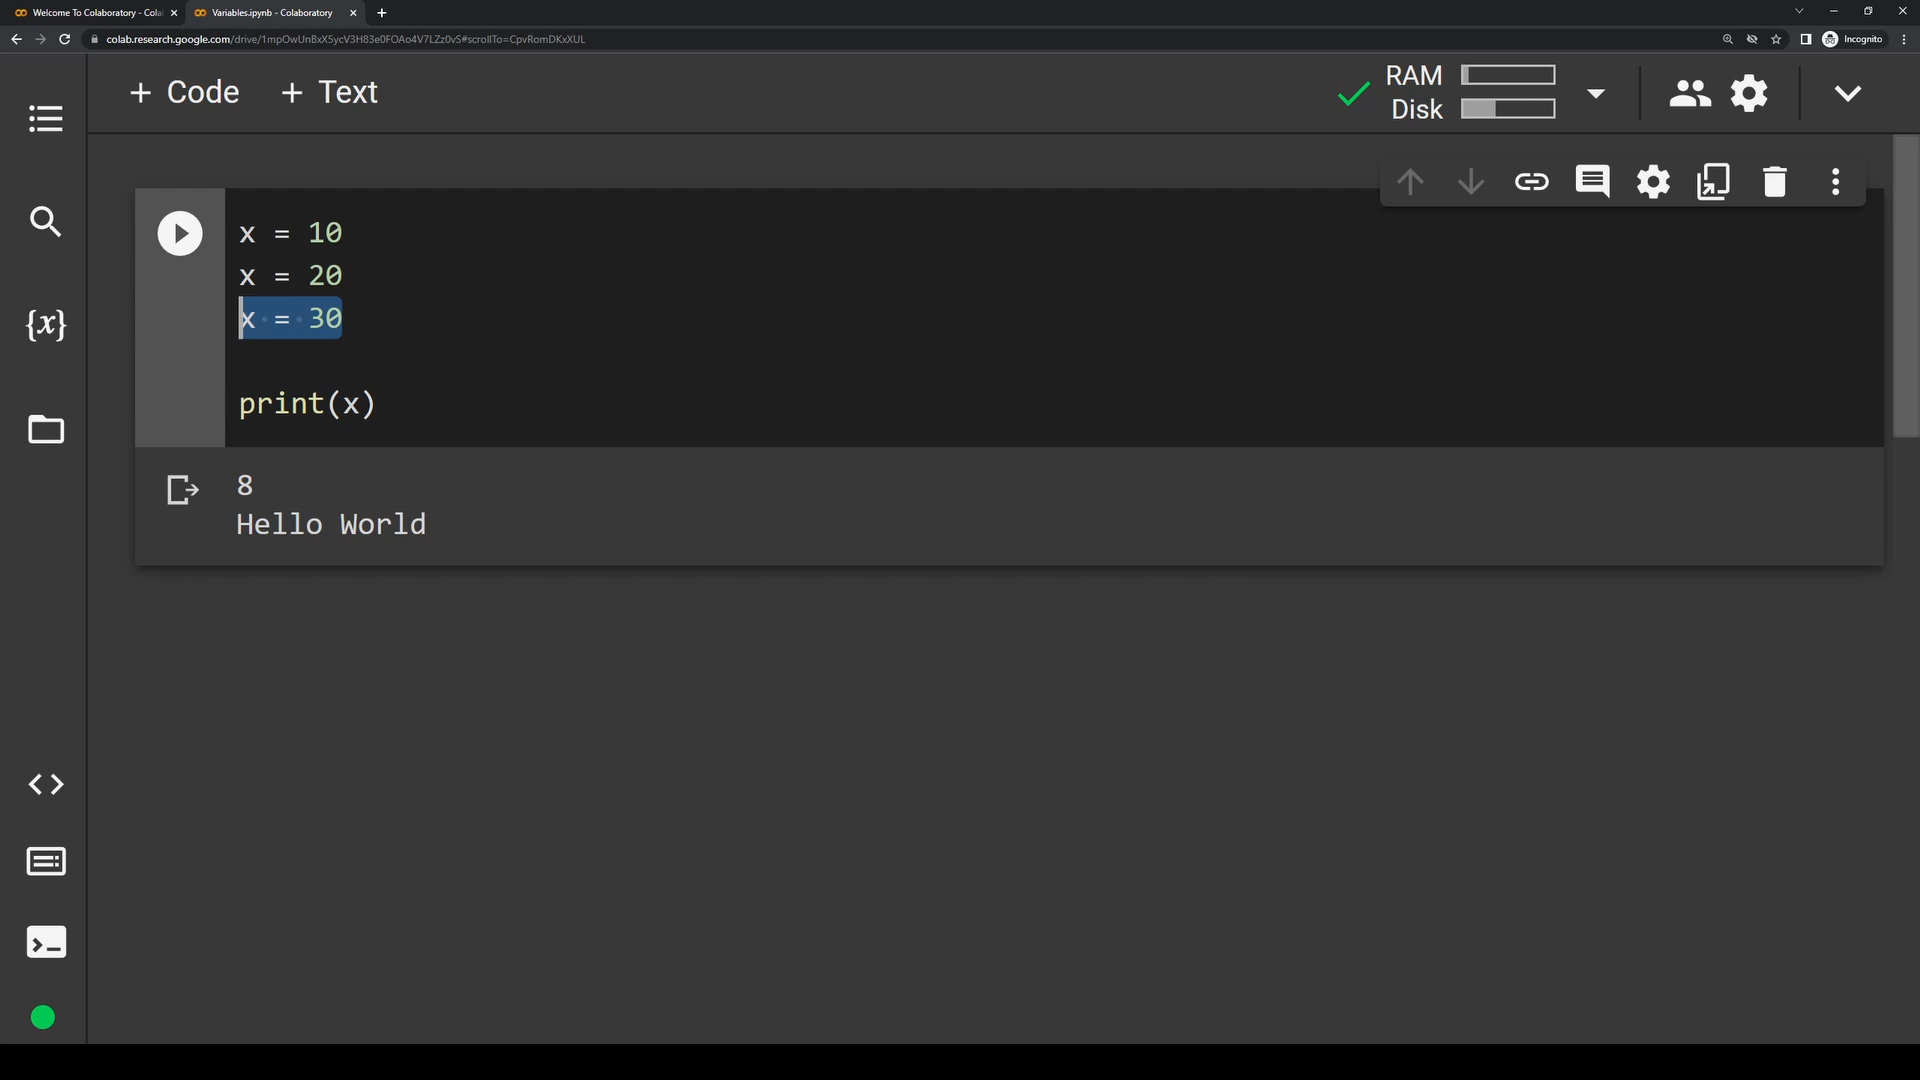 Welcome To Colaboratory - Cola
Variables.ipynb - Colaboratory
colab.research.google.com/drive/1mpOwUnBxX5ycV3H83e0FOAo4V7LZz0vS#scrollTo=CpvRomDKxXUL
Incognito
+ Code + Text
RAM
Disk
{x}
x = 10
x = 20
x = 30
print(x)
8
Hello World